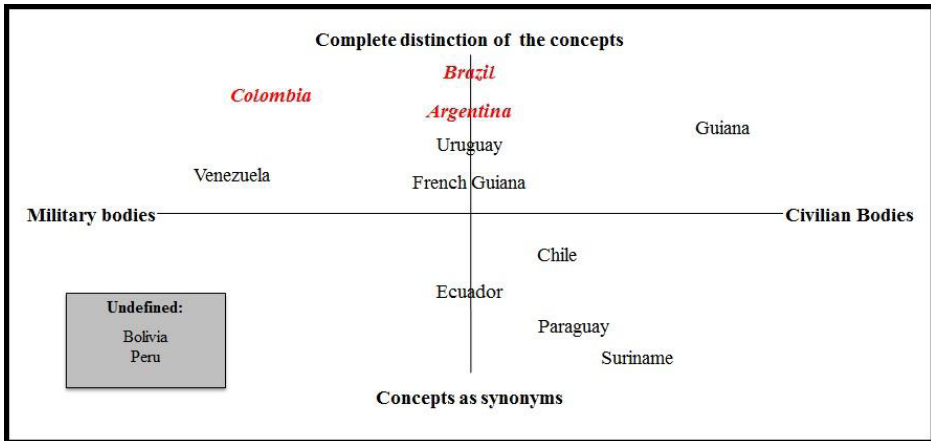 Complete distinction of the concepts
Brazil
Colombia
Argentina
Guiana
Uruguay
Venezuela
French Guiana
Military bodies
Civilian Bodies
Chile
Ecuador
Undefined:
Paraguay
Bolivia
Peru
Suriname
Concepts as synonyms